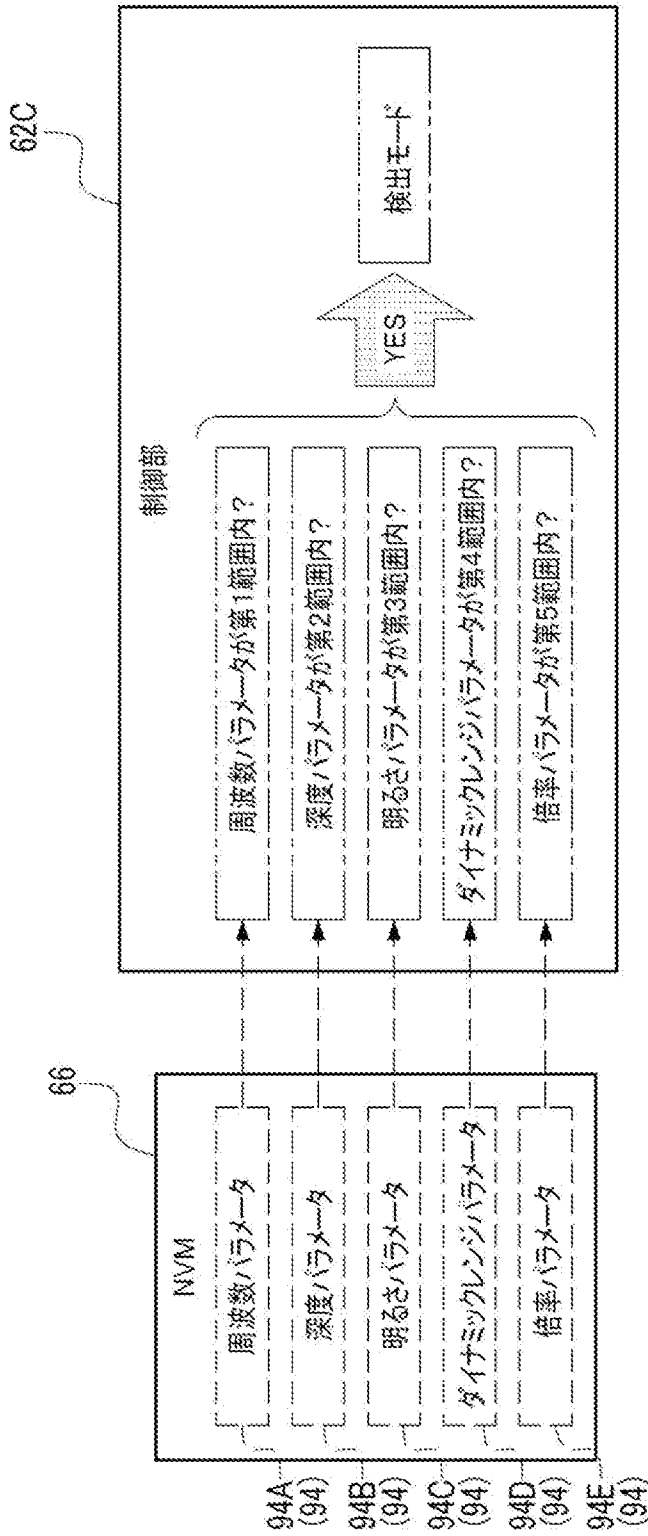 66
NVM
周波数パラメータ
深度パラメータ
明るさパラメータ
ダイナミックレンジパラメータ
倍率パラメータ
94A
(94)
94B
(94)
94C
(94)
94D
(94)
94E
(94)
62C
制御部
周波数パラメータが第1範囲内?
深度パラメータが第2範囲内?
明るさパラメータが第3範囲内?
ダイナミックレンジパラメータが第4範囲内?
倍率パラメータが第5範囲内?
YES
検出モード